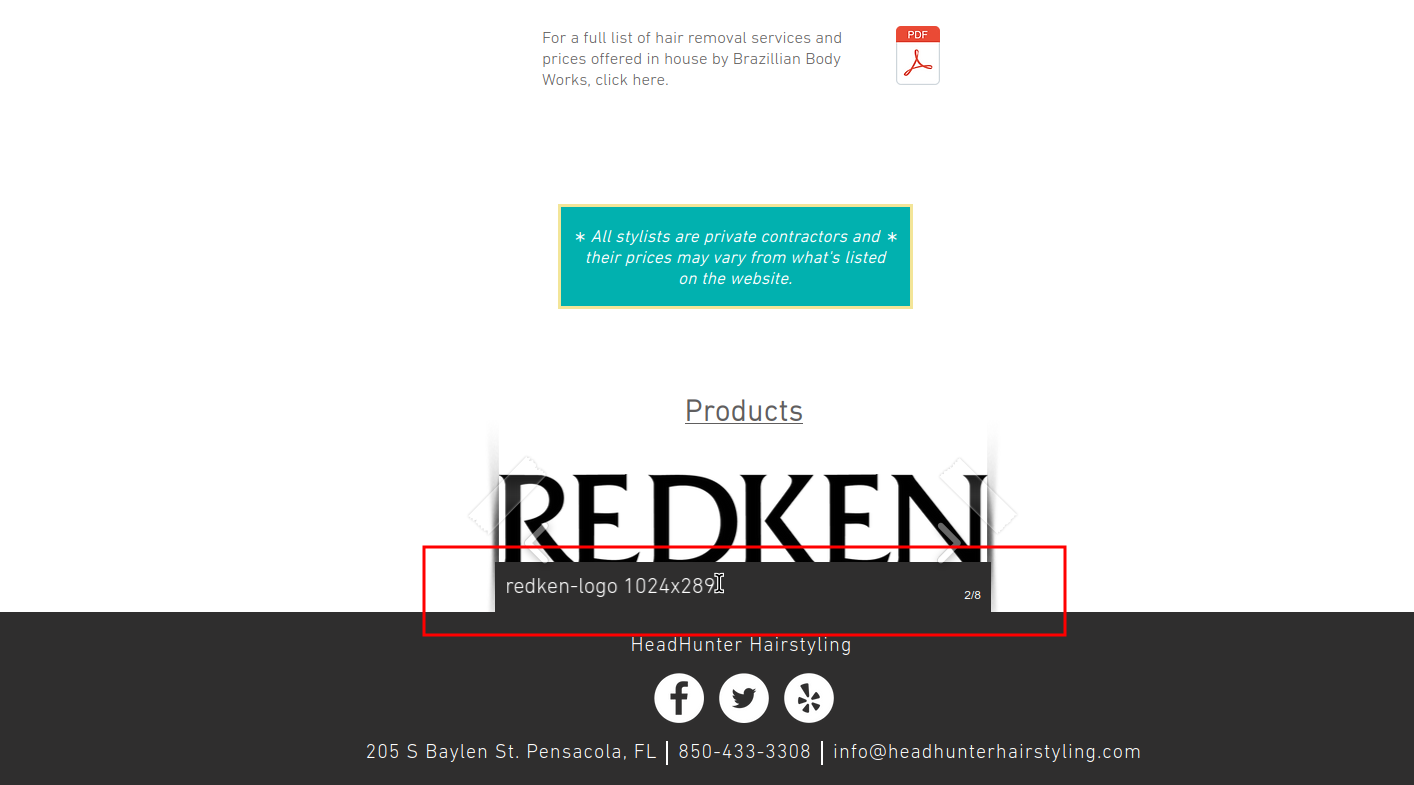 For a full list of hair removal services and
prices offered in house by Brazillian Body
Works, click here.
PDF
* All stylists are private contractors and *
their prices may vary from what's listed
on the website.
Products
REDKEN
redken-logo 1024x289
2/8
HeadHunter Hairstyling
205 S Baylen St. Pensacola, FL | 850-433-3308 | info@headhunterhairstyling.com